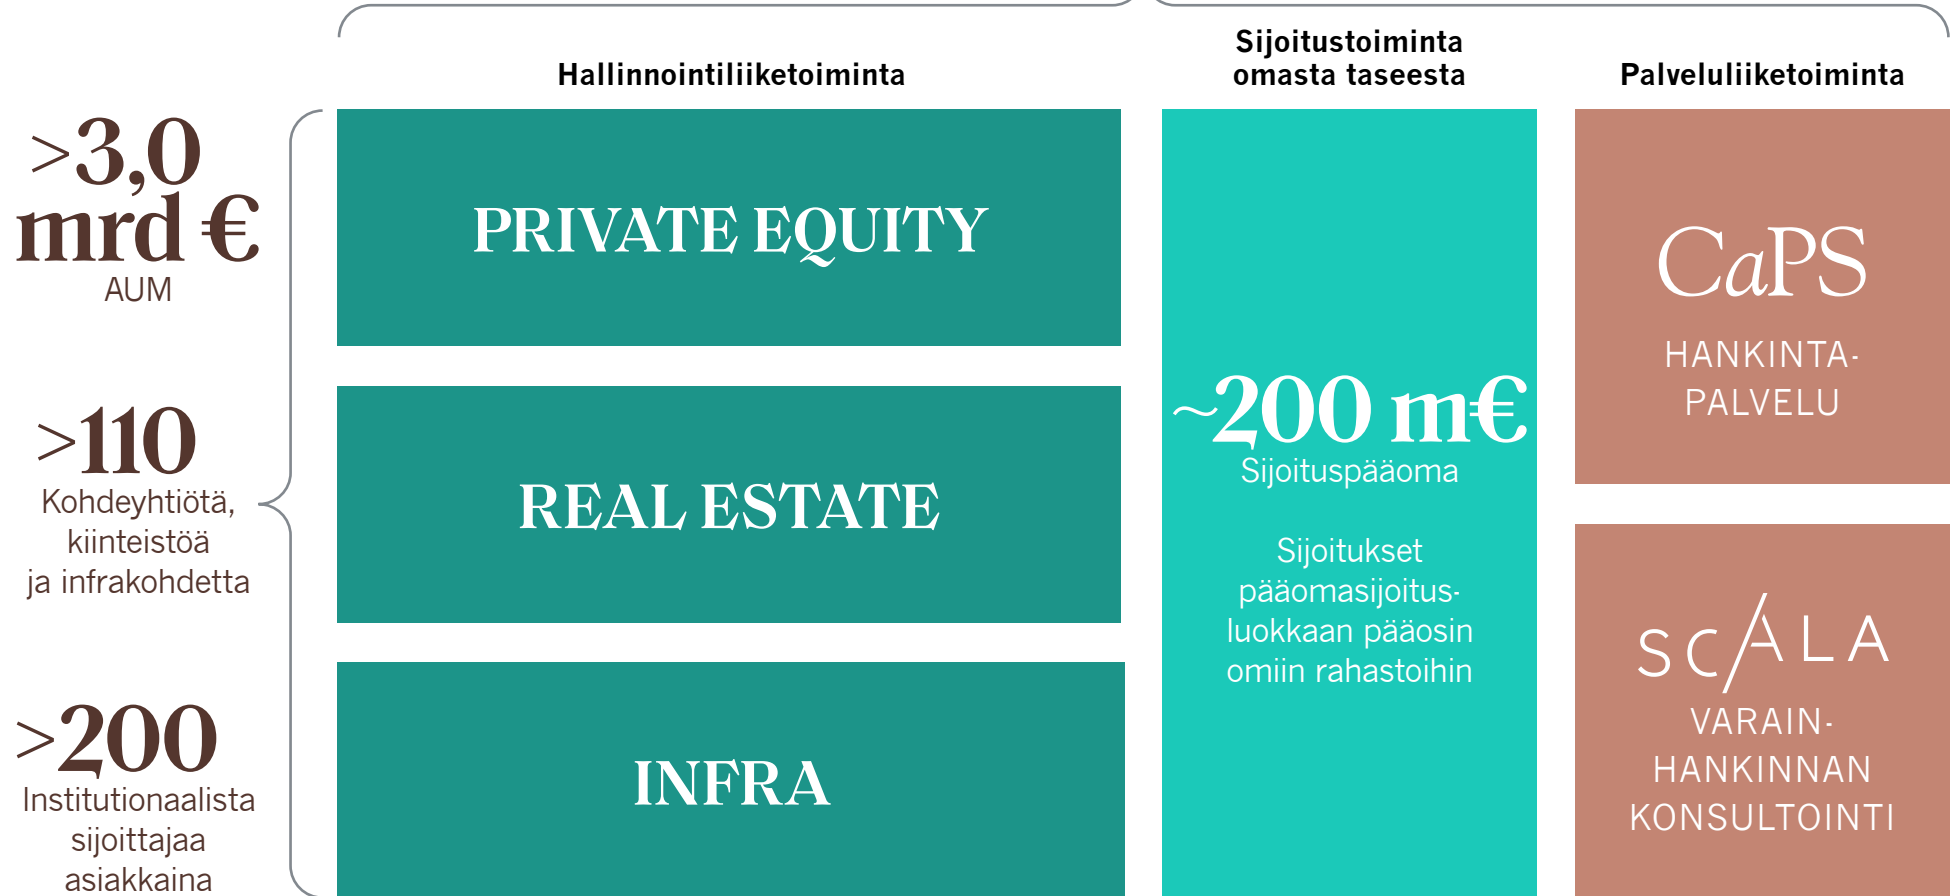 Hallinnointiliiketoiminta
Sijoitustoiminta
omasta taseesta
Palveluliiketoiminta
>3,0
mrd €
AUM
>110
Kohdeyhtiötä,
kiinteistöä
ja infrakohdetta
>200
Institutionaalista
sijoittajaa
asiakkaina
PRIVATE EQUITY
REAL ESTATE
INFRA
~200 m€
Sijoituspääoma
Sijoitukset
pääomasijoitus-
luokkaan pääosin
omiin rahastoihin
CaPS
HANKINTA-
PALVELU
SCALA
VARAIN-
HANKINNAN
KONSULTOINTI